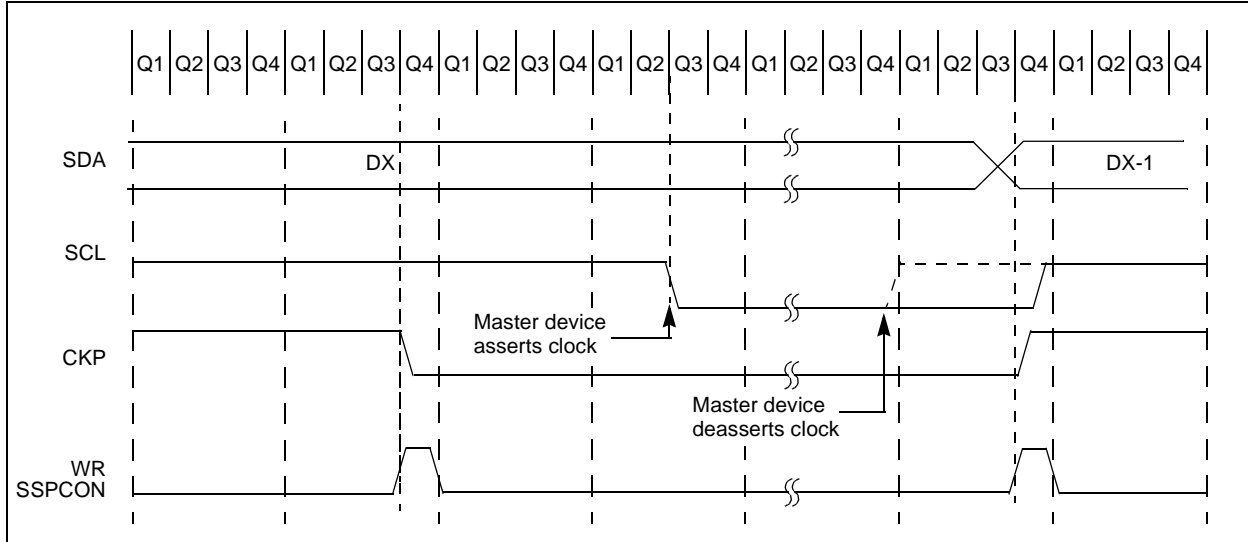 Q1 Q2 Q3 Q4 Q1 Q2 Q3 Q4 Q1 Q2 Q3 Q4 Q1 Q2 Q3 Q4 Q1 Q2 Q3 Q4 Q1 Q2 Q3 Q4 Q1 Q2 Q3 Q4
SDA
DX
DX-1
SCL
Master device
asserts clock
CKP
Master device
deasserts clock
WR
SSPCON